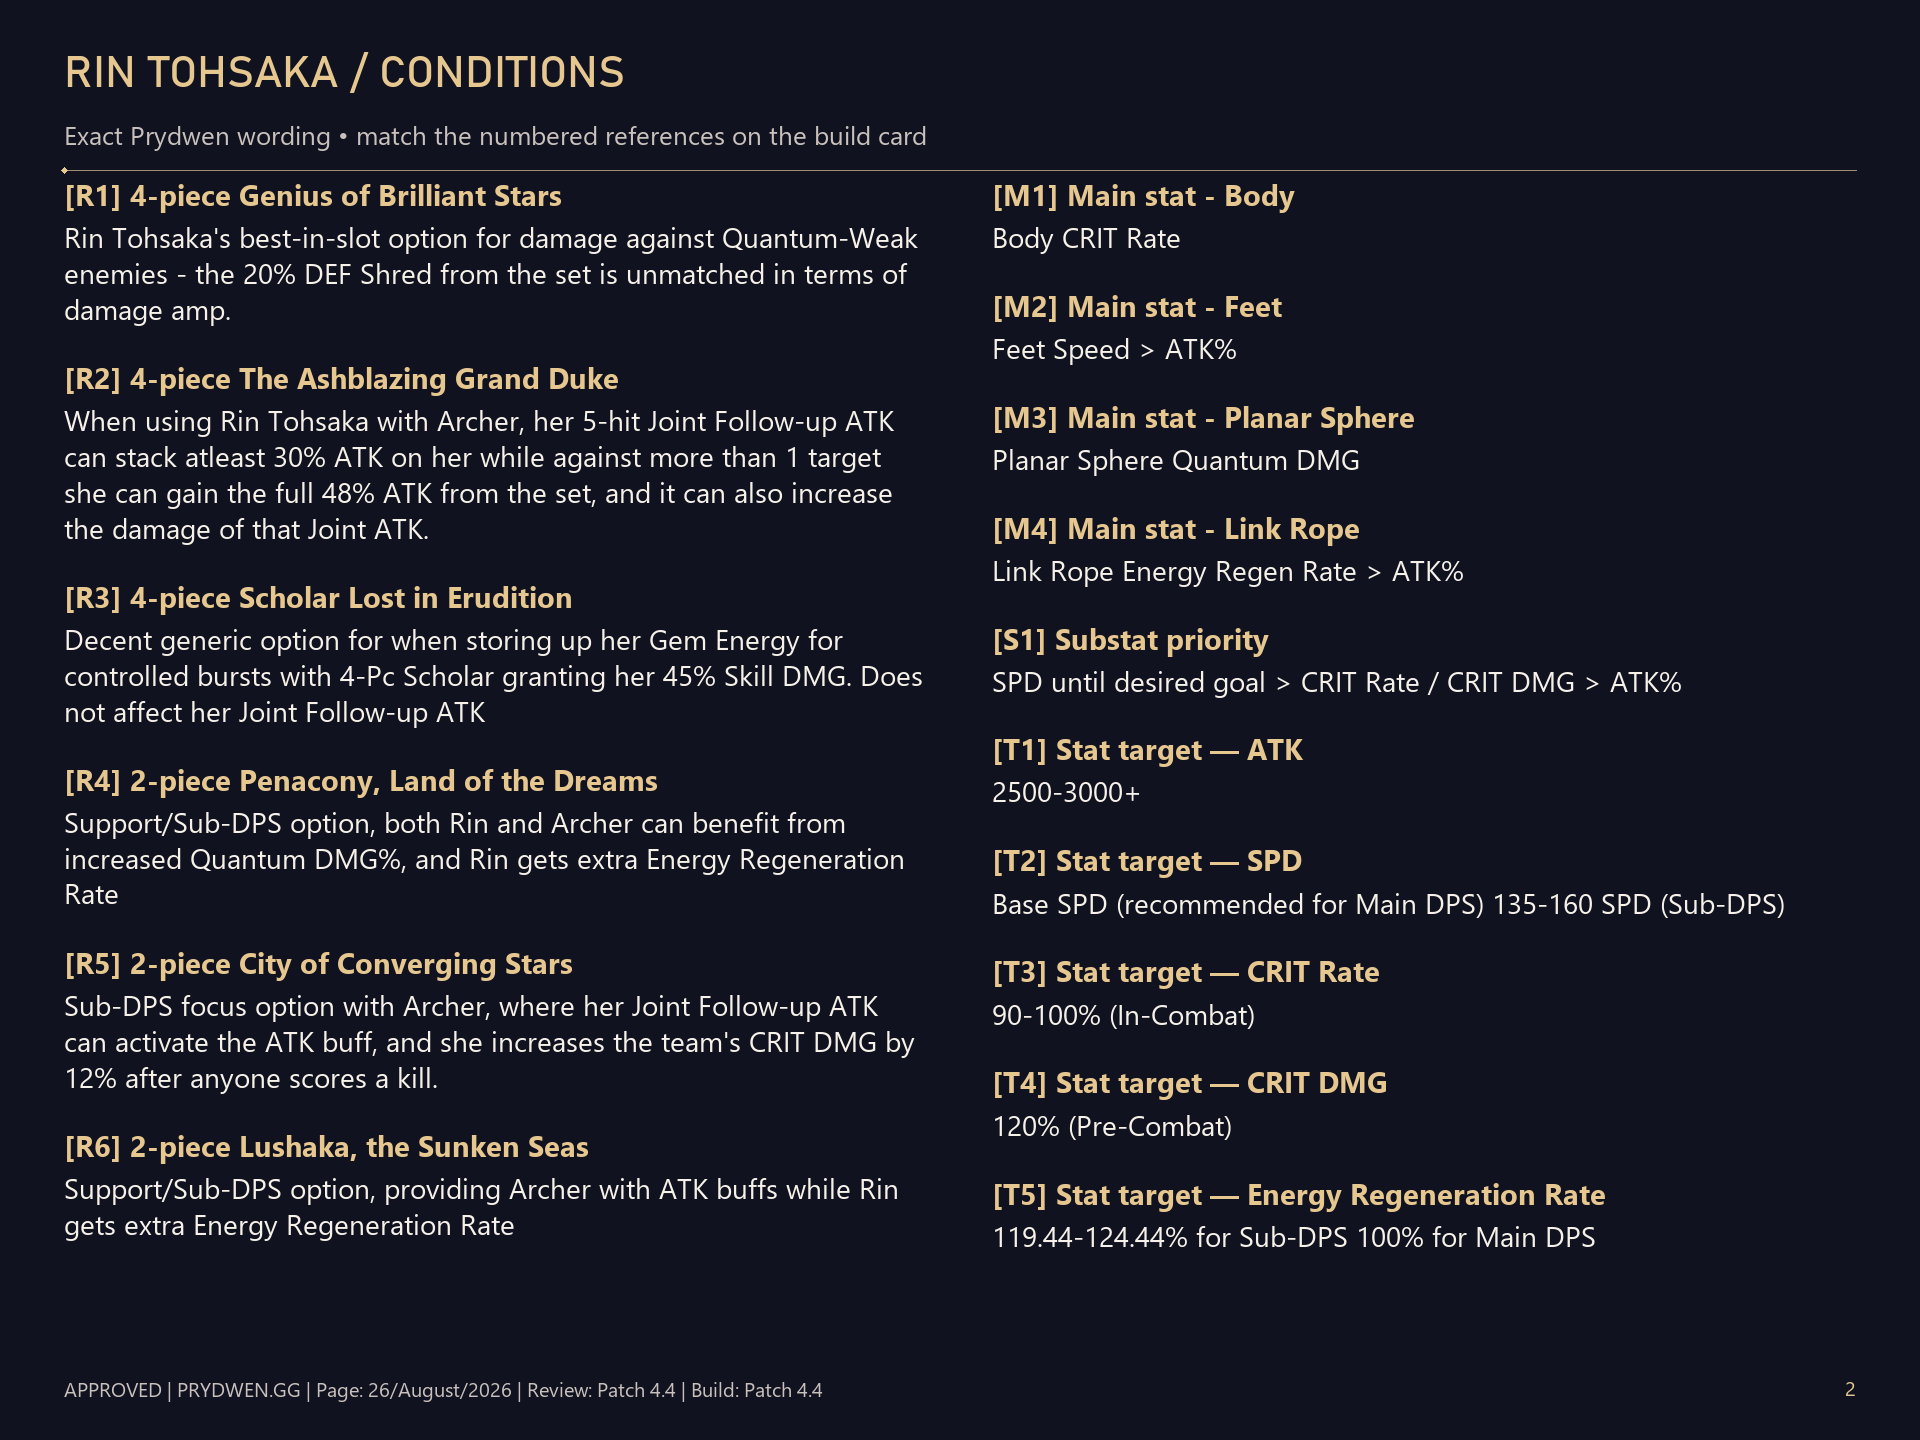 RIN TOHSAKA / CONDITIONS
Exact Prydwen wording • match the numbered references on the build card
[R1] 4-piece Genius of Brilliant Stars
Rin Tohsaka's best-in-slot option for damage against Quantum-Weak
enemies - the 20% DEF Shred from the set is unmatched in terms of
damage amp.
[R2] 4-piece The Ashblazing Grand Duke
When using Rin Tohsaka with Archer, her 5-hit Joint Follow-up ATK
can stack atleast 30% ATK on her while against more than 1 target
she can gain the full 48% ATK from the set, and it can also increase
the damage of that Joint ATK.
[R3] 4-piece Scholar Lost in Erudition
Decent generic option for when storing up her Gem Energy for
controlled bursts with 4-Pc Scholar granting her 45% Skill DMG. Does
not affect her Joint Follow-up ATK
[R4] 2-piece Penacony, Land of the Dreams
Support/Sub-DPS option, both Rin and Archer can benefit from
increased Quantum DMG%, and Rin gets extra Energy Regeneration
Rate
[R5] 2-piece City of Converging Stars
Sub-DPS focus option with Archer, where her Joint Follow-up ATK
can activate the ATK buff, and she increases the team's CRIT DMG by
12% after anyone scores a kill.
[R6] 2-piece Lushaka, the Sunken Seas
Support/Sub-DPS option, providing Archer with ATK buffs while Rin
gets extra Energy Regeneration Rate
[M1] Main stat - Body
Body CRIT Rate
[M2] Main stat - Feet
Feet Speed > ATK%
[M3] Main stat - Planar Sphere
Planar Sphere Quantum DMG
[M4] Main stat - Link Rope
Link Rope Energy Regen Rate > ATK%
[S1] Substat priority
SPD until desired goal > CRIT Rate / CRIT DMG > ATK%
[T1] Stat target — ATK
2500-3000+
[T2] Stat target — SPD
Base SPD (recommended for Main DPS) 135-160 SPD (Sub-DPS)
[T3] Stat target — CRIT Rate
90-100% (In-Combat)
[T4] Stat target — CRIT DMG
120% (Pre-Combat)
[T5] Stat target — Energy Regeneration Rate
119.44-124.44% for Sub-DPS 100% for Main DPS
APPROVED | PRYDWEN.GG | Page: 26/August/2026 | Review: Patch 4.4 | Build: Patch 4.4
2